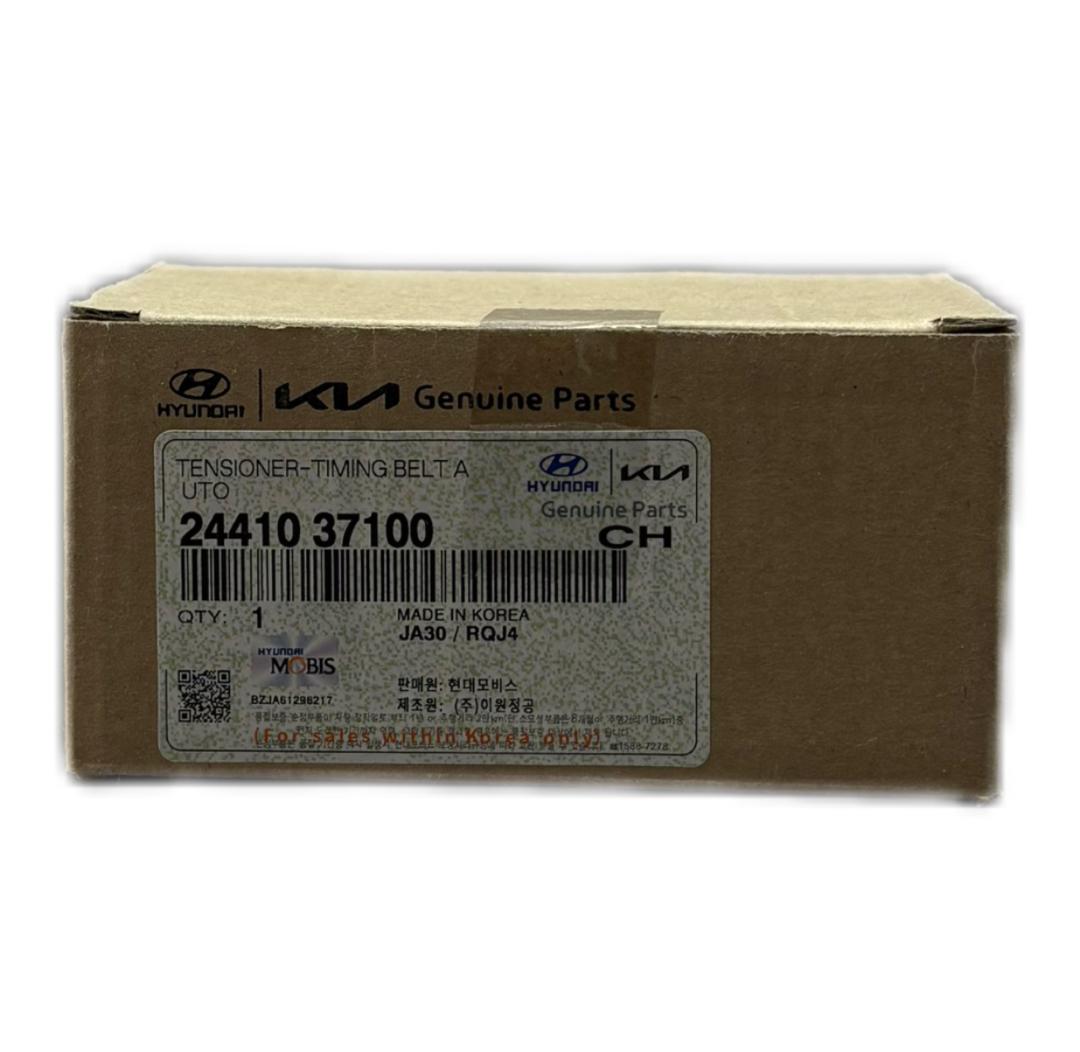 HYUNDAI KIA Genuine Parts
TENSIONER-TIMING BELT A
UTO
HYUNDAI KIA
Genuine Parts
24410 37100
CH
QTY: 1
MADE IN KOREA
JA30 / RQJ4
HYUNDAI
MOBIS
판매원: 현대모비스
BZJA61296217
제조원: (주)이원정공
(For sales within Korea only)
☎1588-7278